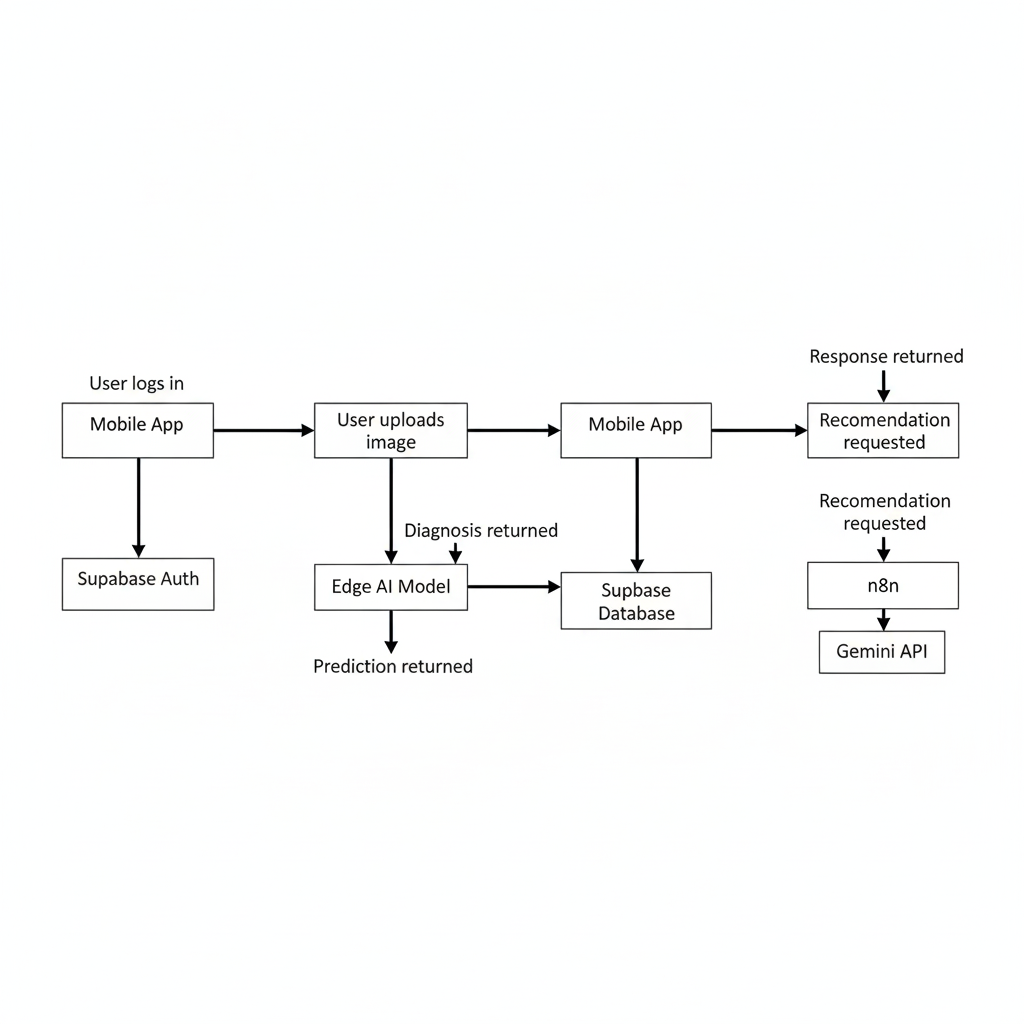 Response returned
User logs in
Mobile App
User uploads
image
Mobile App
Recomendation
requested
Recomendation
requested
Diagnosis returned
Supabase Auth
Edge AI Model
Supbase
Database
n8n
Gemini API
Prediction returned